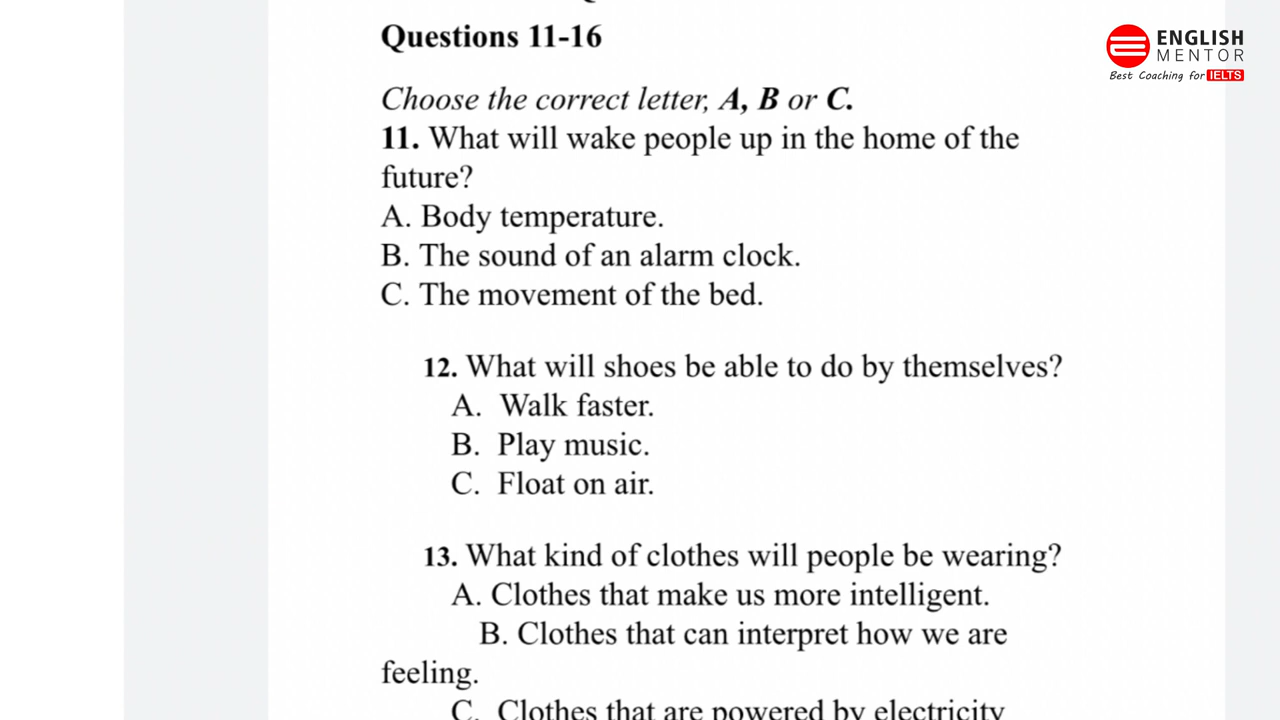 Questions 11-16
ENGLISH
MENTOR
Best Coaching for IELTS
Choose the correct letter, A, B or C.
11. What will wake people up in the home of the
future?
A. Body temperature.
B. The sound of an alarm clock.
C. The movement of the bed.
12. What will shoes be able to do by themselves?
A. Walk faster.
B. Play music.
C. Float on air.
13. What kind of clothes will people be wearing?
A. Clothes that make us more intelligent.
B. Clothes that can interpret how we are
feeling.
C. Clothes that are powered by electricity